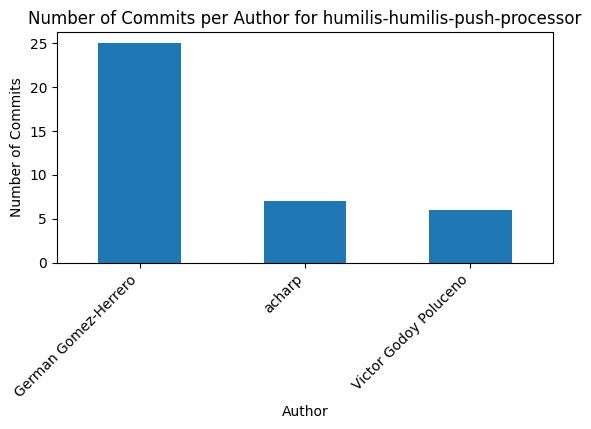 Number of Commits per Author for humilis-humilis-push-processor
Number of Commits
25
20
15
10
5
0
German Gomez-Herrero
acharp
Victor Godoy Poluceno
Author